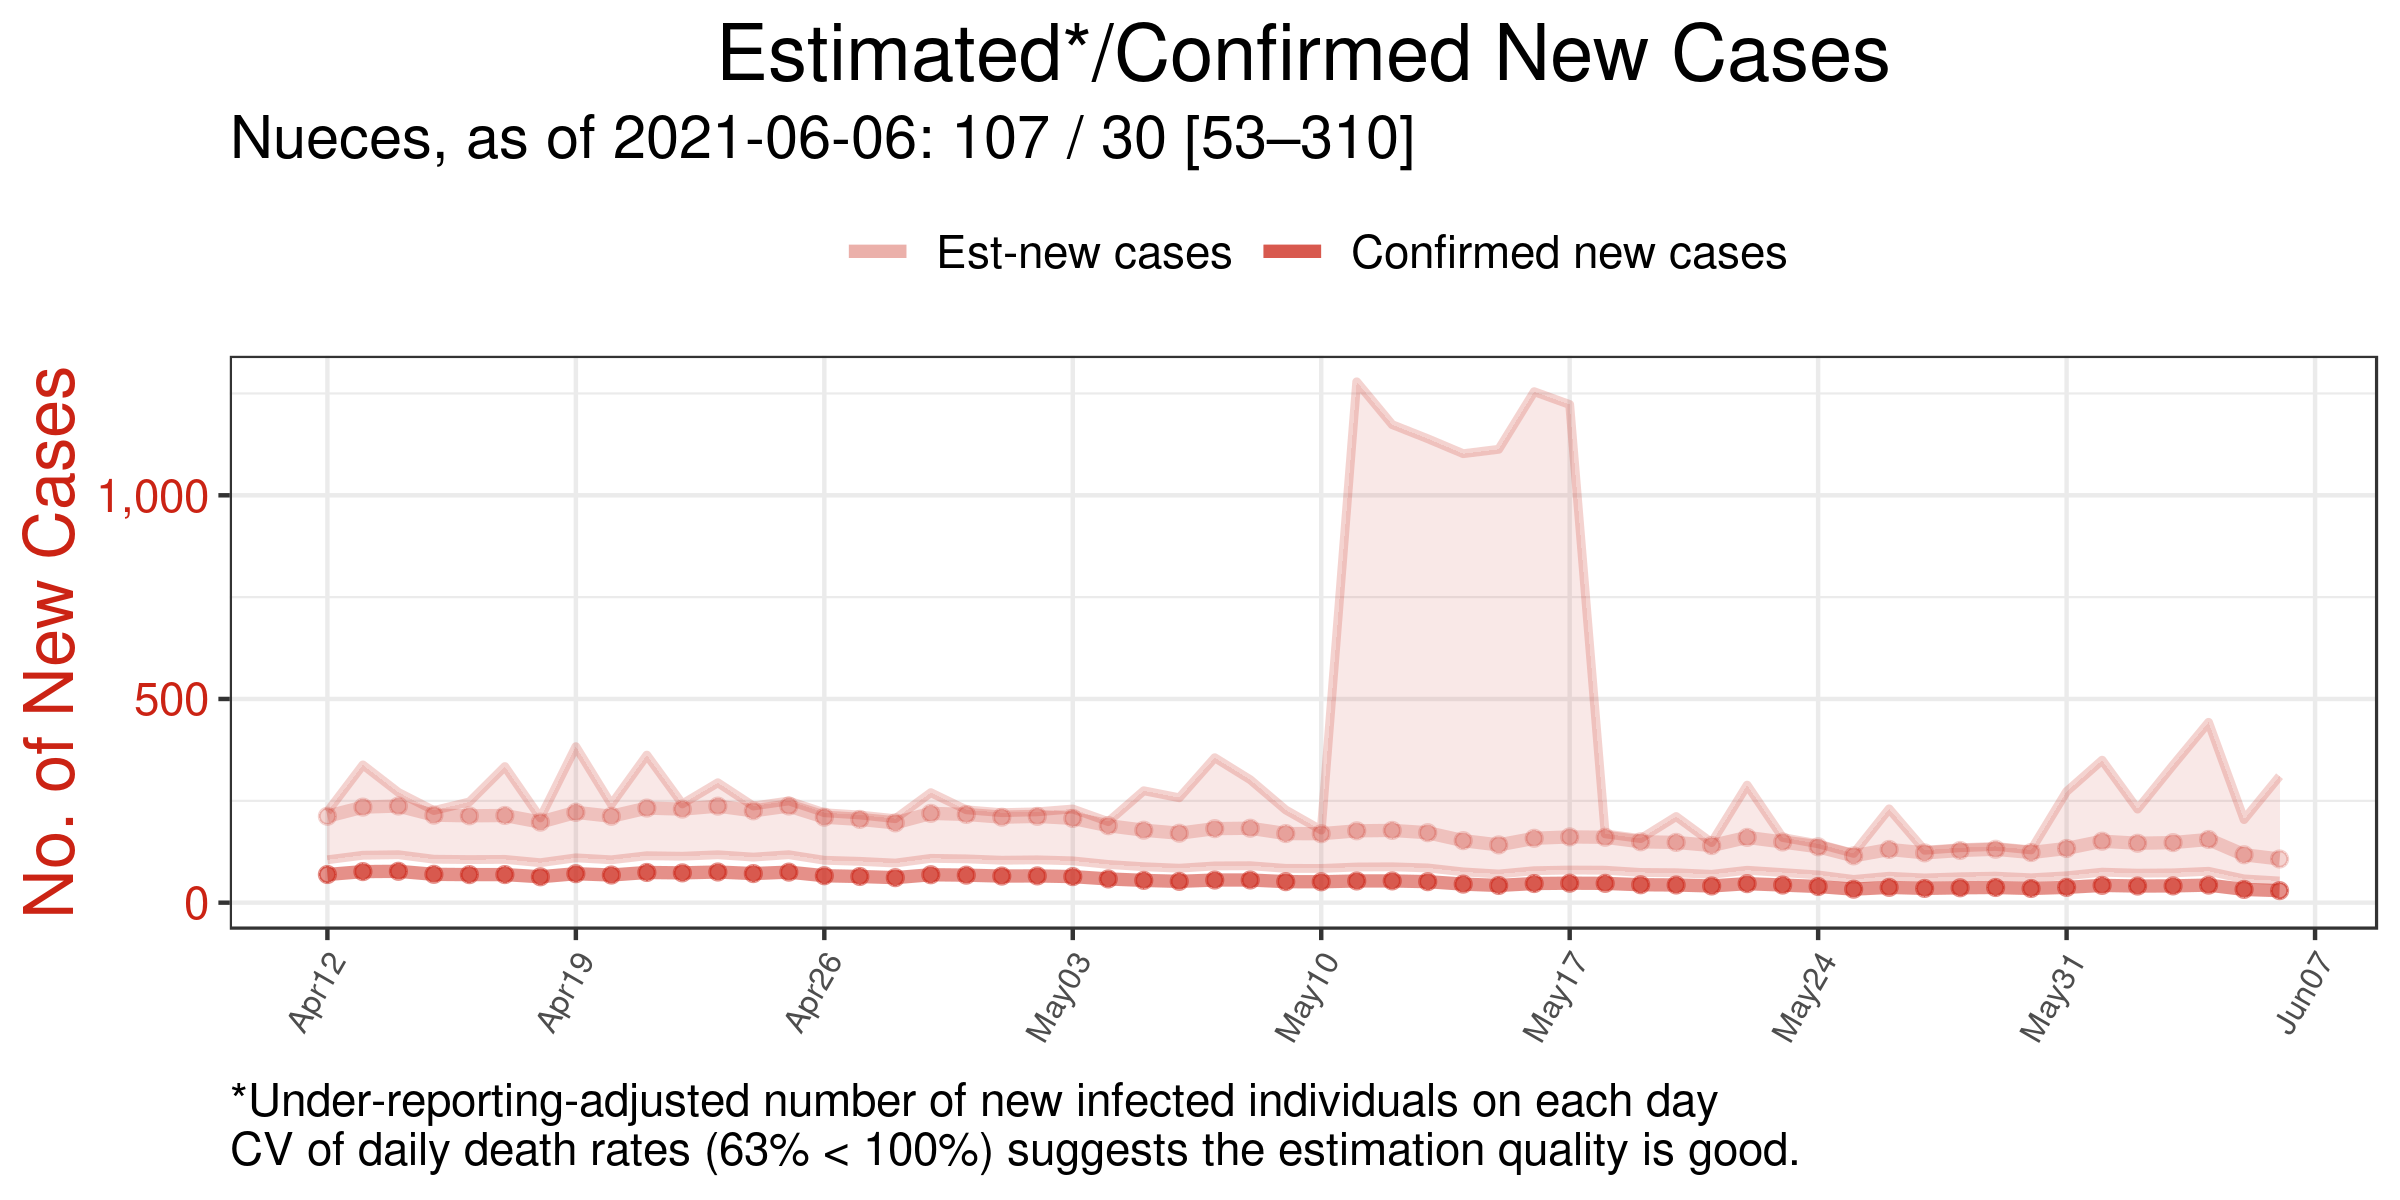 Estimated*/Confirmed New Cases
Nueces, as of 2021-06-06: 107 / 30 [53–310]
Est-new cases
Confirmed new cases
No. of New Cases
1,000
500
0
Apr12
Apr19
Apr26
May03
May10
May17
May24
May31
Jun07
*Under-reporting-adjusted number of new infected individuals on each day
CV of daily death rates (63% < 100%) suggests the estimation quality is good.